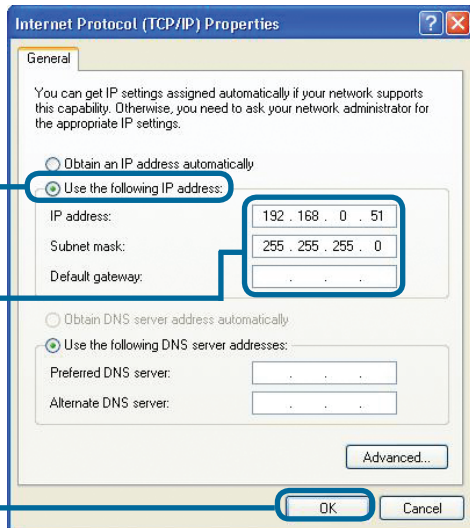 Internet Protocol (TCP/IP) Properties
General
You can get IP settings assigned automatically if your network supports
this capability. Otherwise, you need to ask your network administrator for
the appropriate IP settings.
Obtain an IP address automatically
Use the following IP address:
IP address: 192 . 168 . 0 . 51
Subnet mask: 255 . 255 . 255 . 0
Default gateway: . . .
Obtain DNS server address automatically
Use the following DNS server addresses:
Preferred DNS server: . . .
Alternate DNS server: . . .
Advanced...
OK Cancel